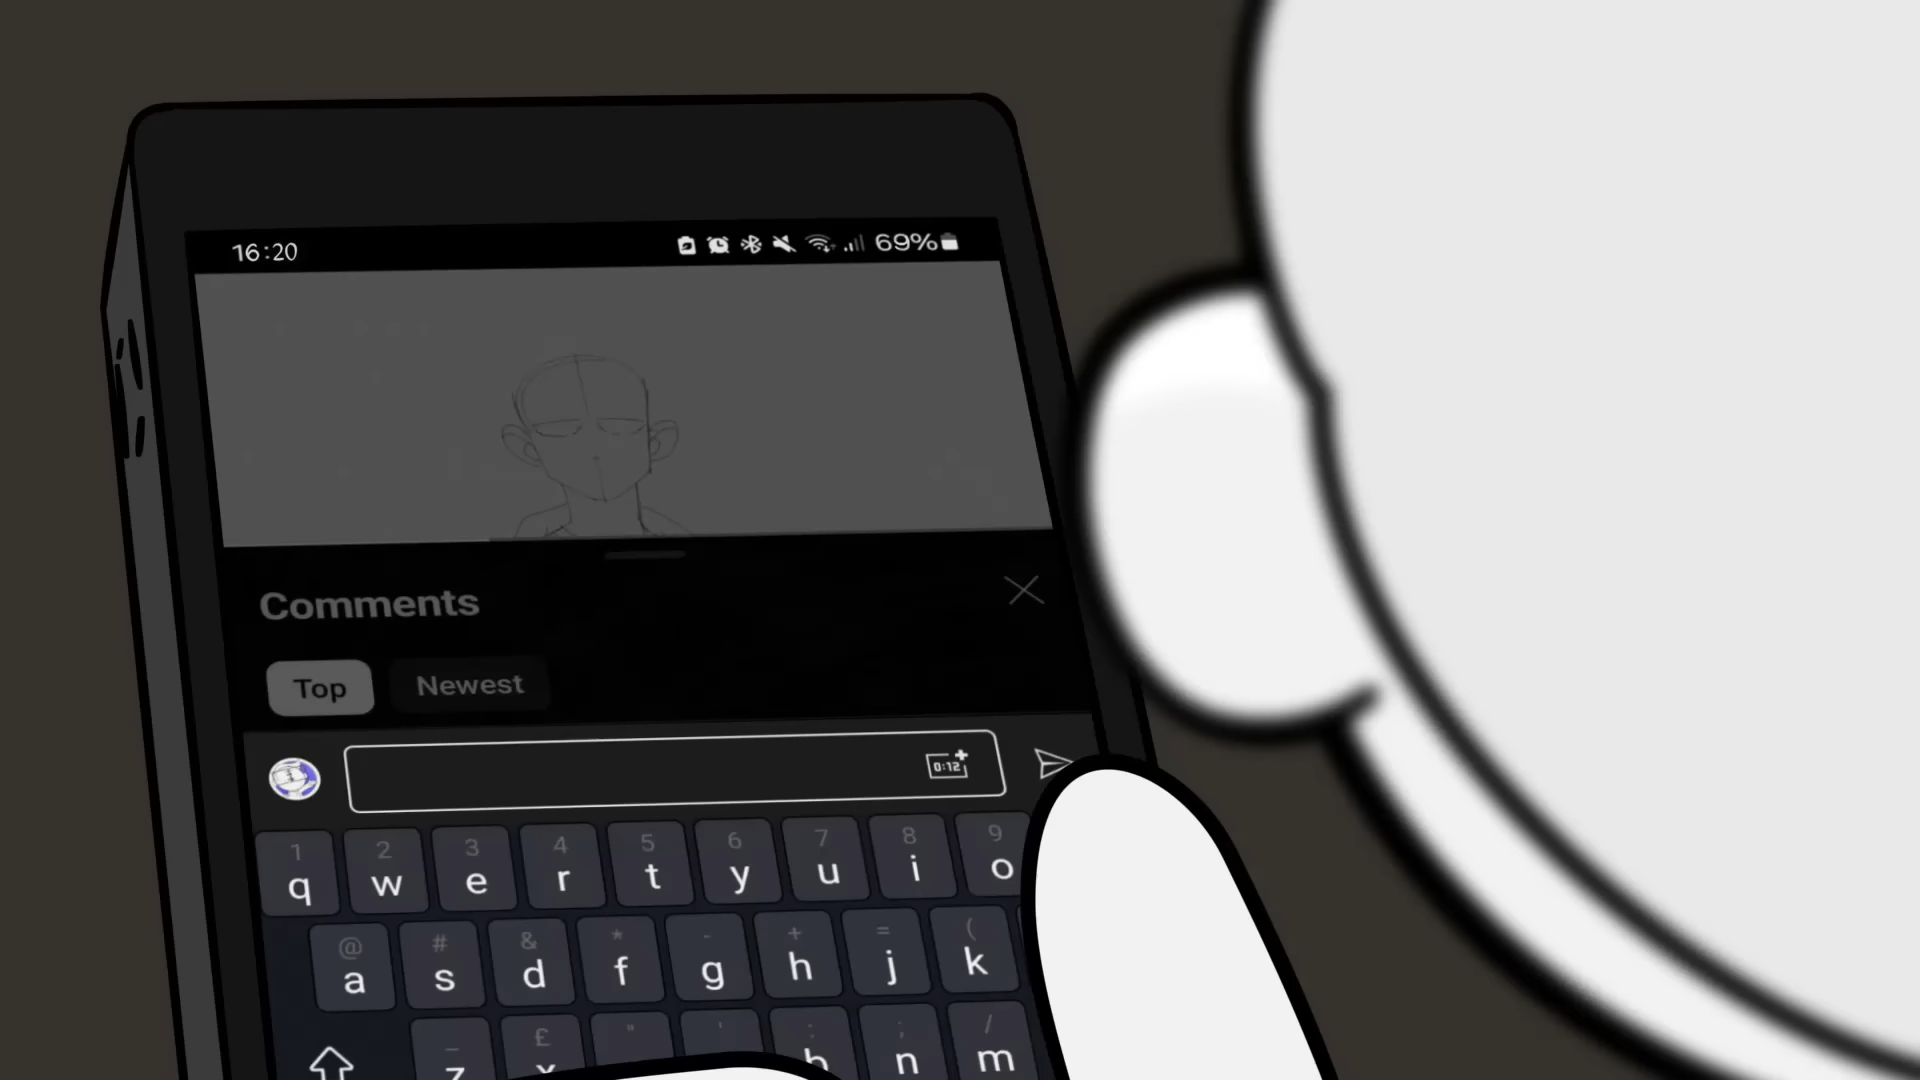 16:20 69%
Comments
Top Newest
0:12
1 2 3 4 5 6 7 8 9
q w e r t y u i o
@ # & * - + = (
a s d f g h j k
_ £ " ' : ; /
z x b n m